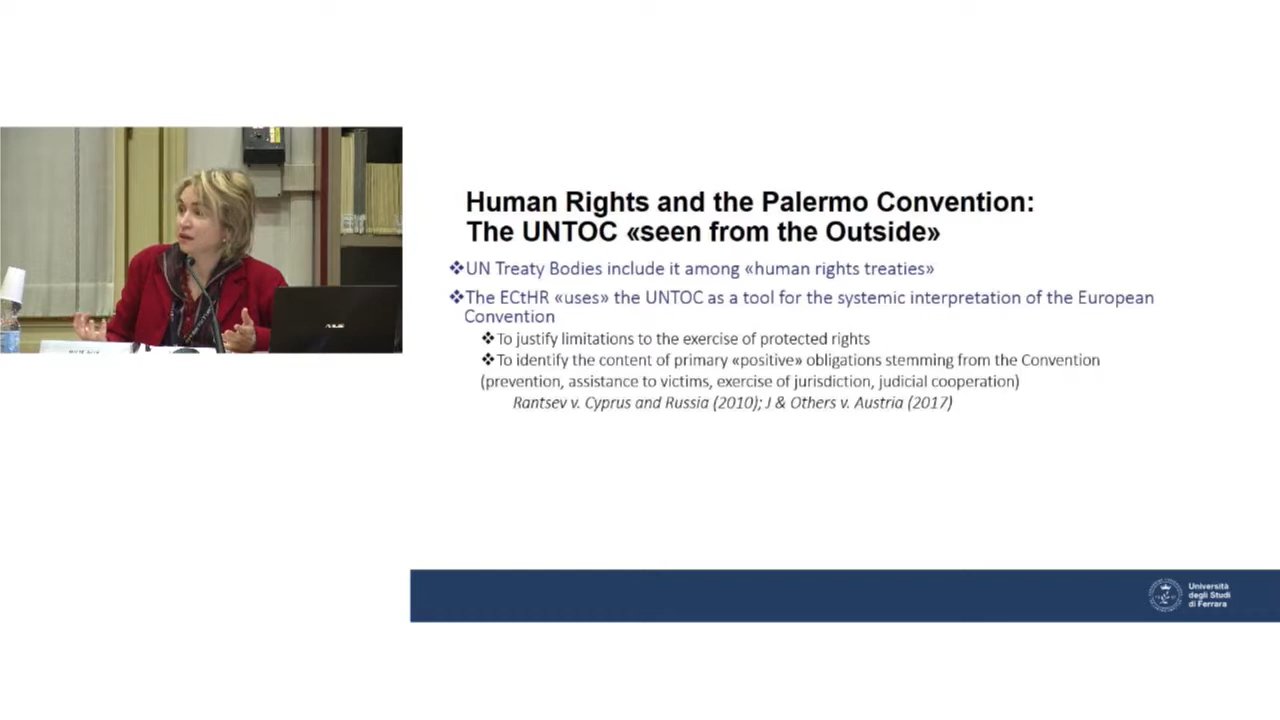 Human Rights and the Palermo Convention:
The UNTOC «seen from the Outside»
❖UN Treaty Bodies include it among «human rights treaties»
❖The ECtHR «uses» the UNTOC as a tool for the systemic interpretation of the European
Convention
❖To justify limitations to the exercise of protected rights
❖To identify the content of primary «positive» obligations stemming from the Convention
(prevention, assistance to victims, exercise of jurisdiction, judicial cooperation)
Rantsev v. Cyprus and Russia (2010); J & Others v. Austria (2017)
Università
degli Studi
di Ferrara